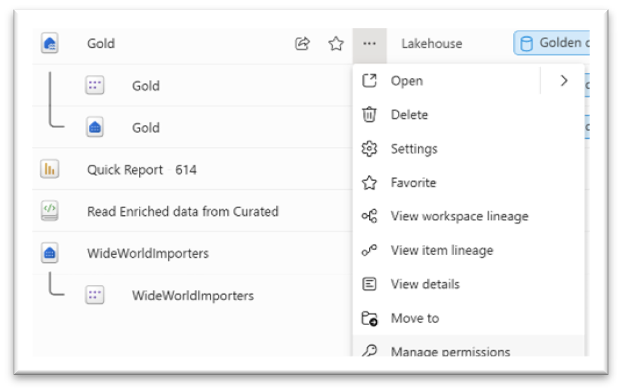 Gold
Lakehouse
Golden
Gold
Gold
Quick Report 614
Read Enriched data from Curated
WideWorldImporters
WideWorldImporters
Open
Delete
Settings
Favorite
View workspace lineage
View item lineage
View details
Move to
Manage permissions